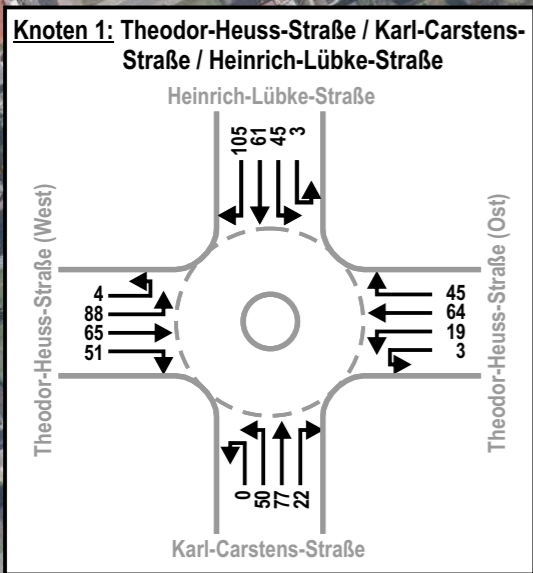 Knoten 1: Theodor-Heuss-Straße / Karl-Carstens-
Straße / Heinrich-Lübke-Straße
Heinrich-Lübke-Straße
105
61
45
3
Theodor-Heuss-Straße (West)
4
88
65
51
45
64
19
3
Theodor-Heuss-Straße (Ost)
0
50
77
22
Karl-Carstens-Straße